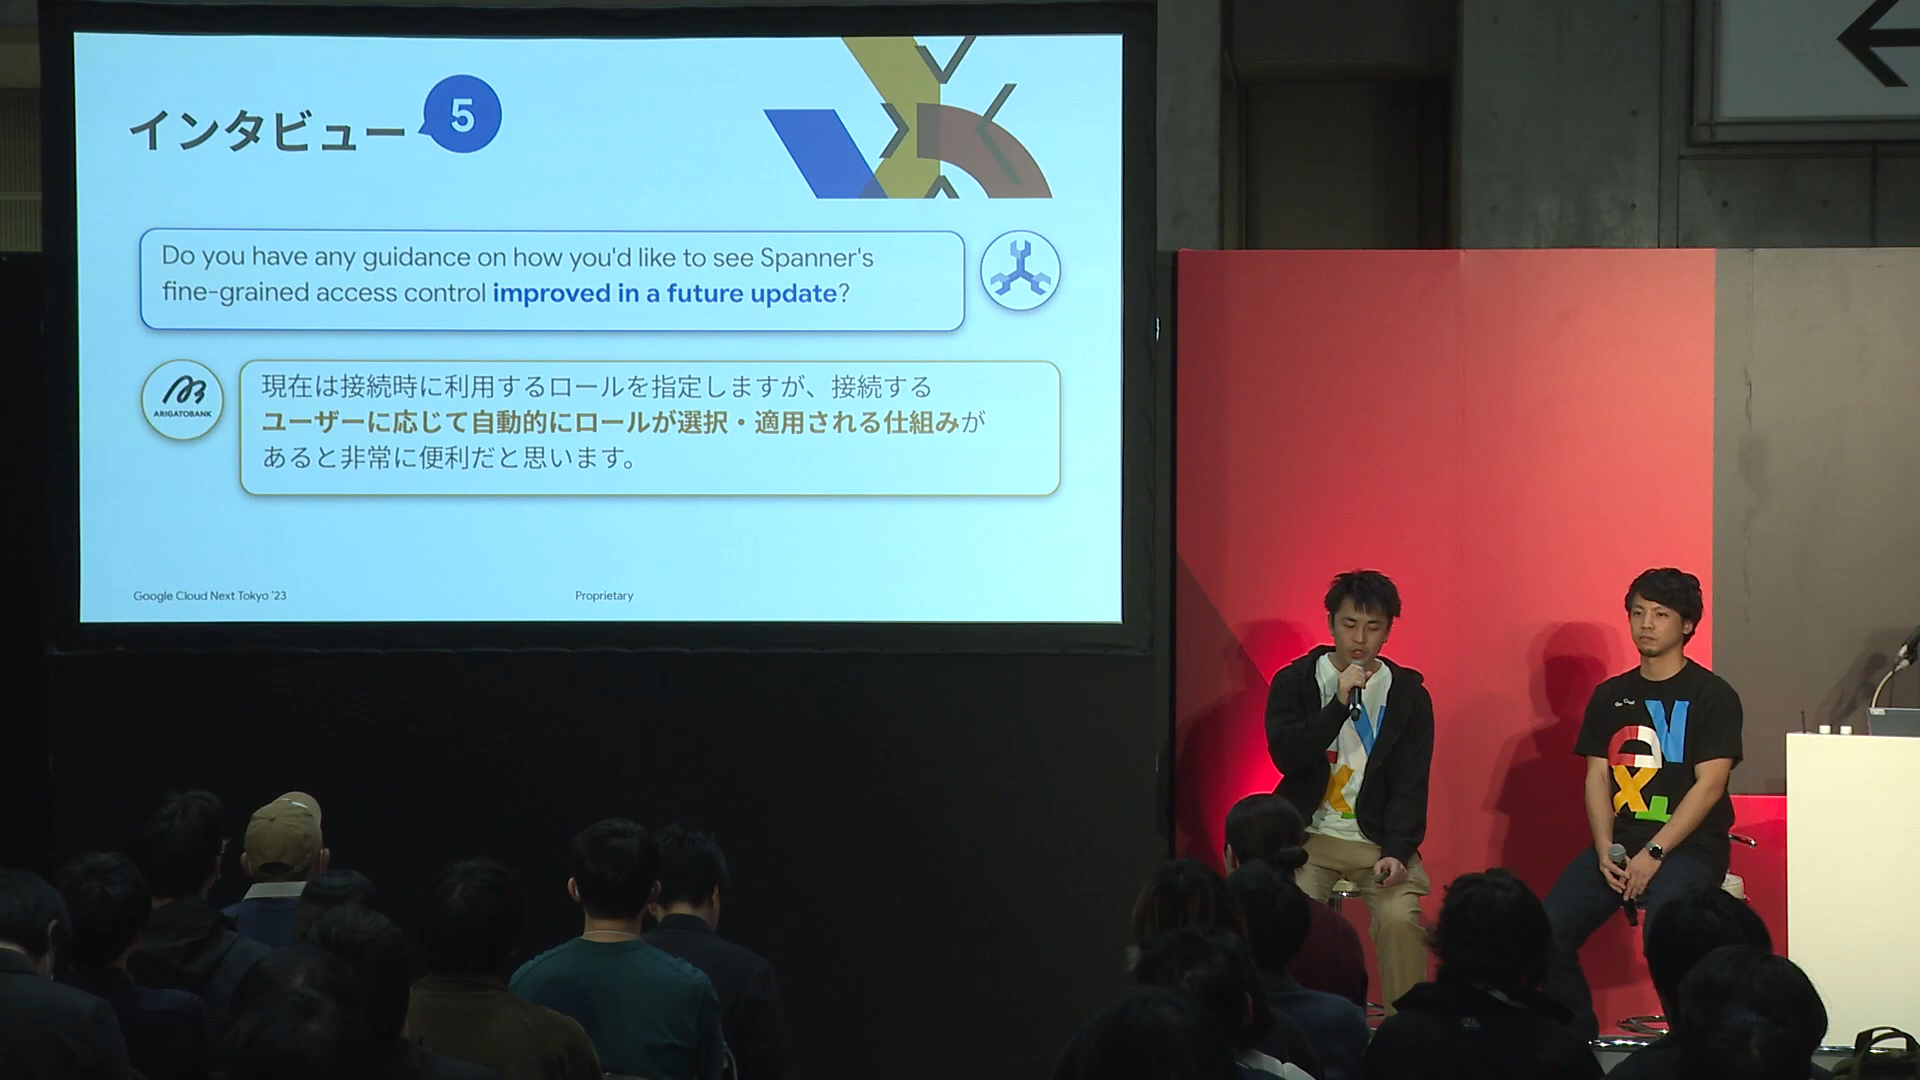 インタビュー 5
Do you have any guidance on how you'd like to see Spanner's
fine-grained access control improved in a future update?
ARIGATOBANK
現在は接続時に利用するロールを指定しますが、接続する
ユーザーに応じて自動的にロールが選択・適用される仕組みが
あると非常に便利だと思います。
Google Cloud Next Tokyo '23
Proprietary